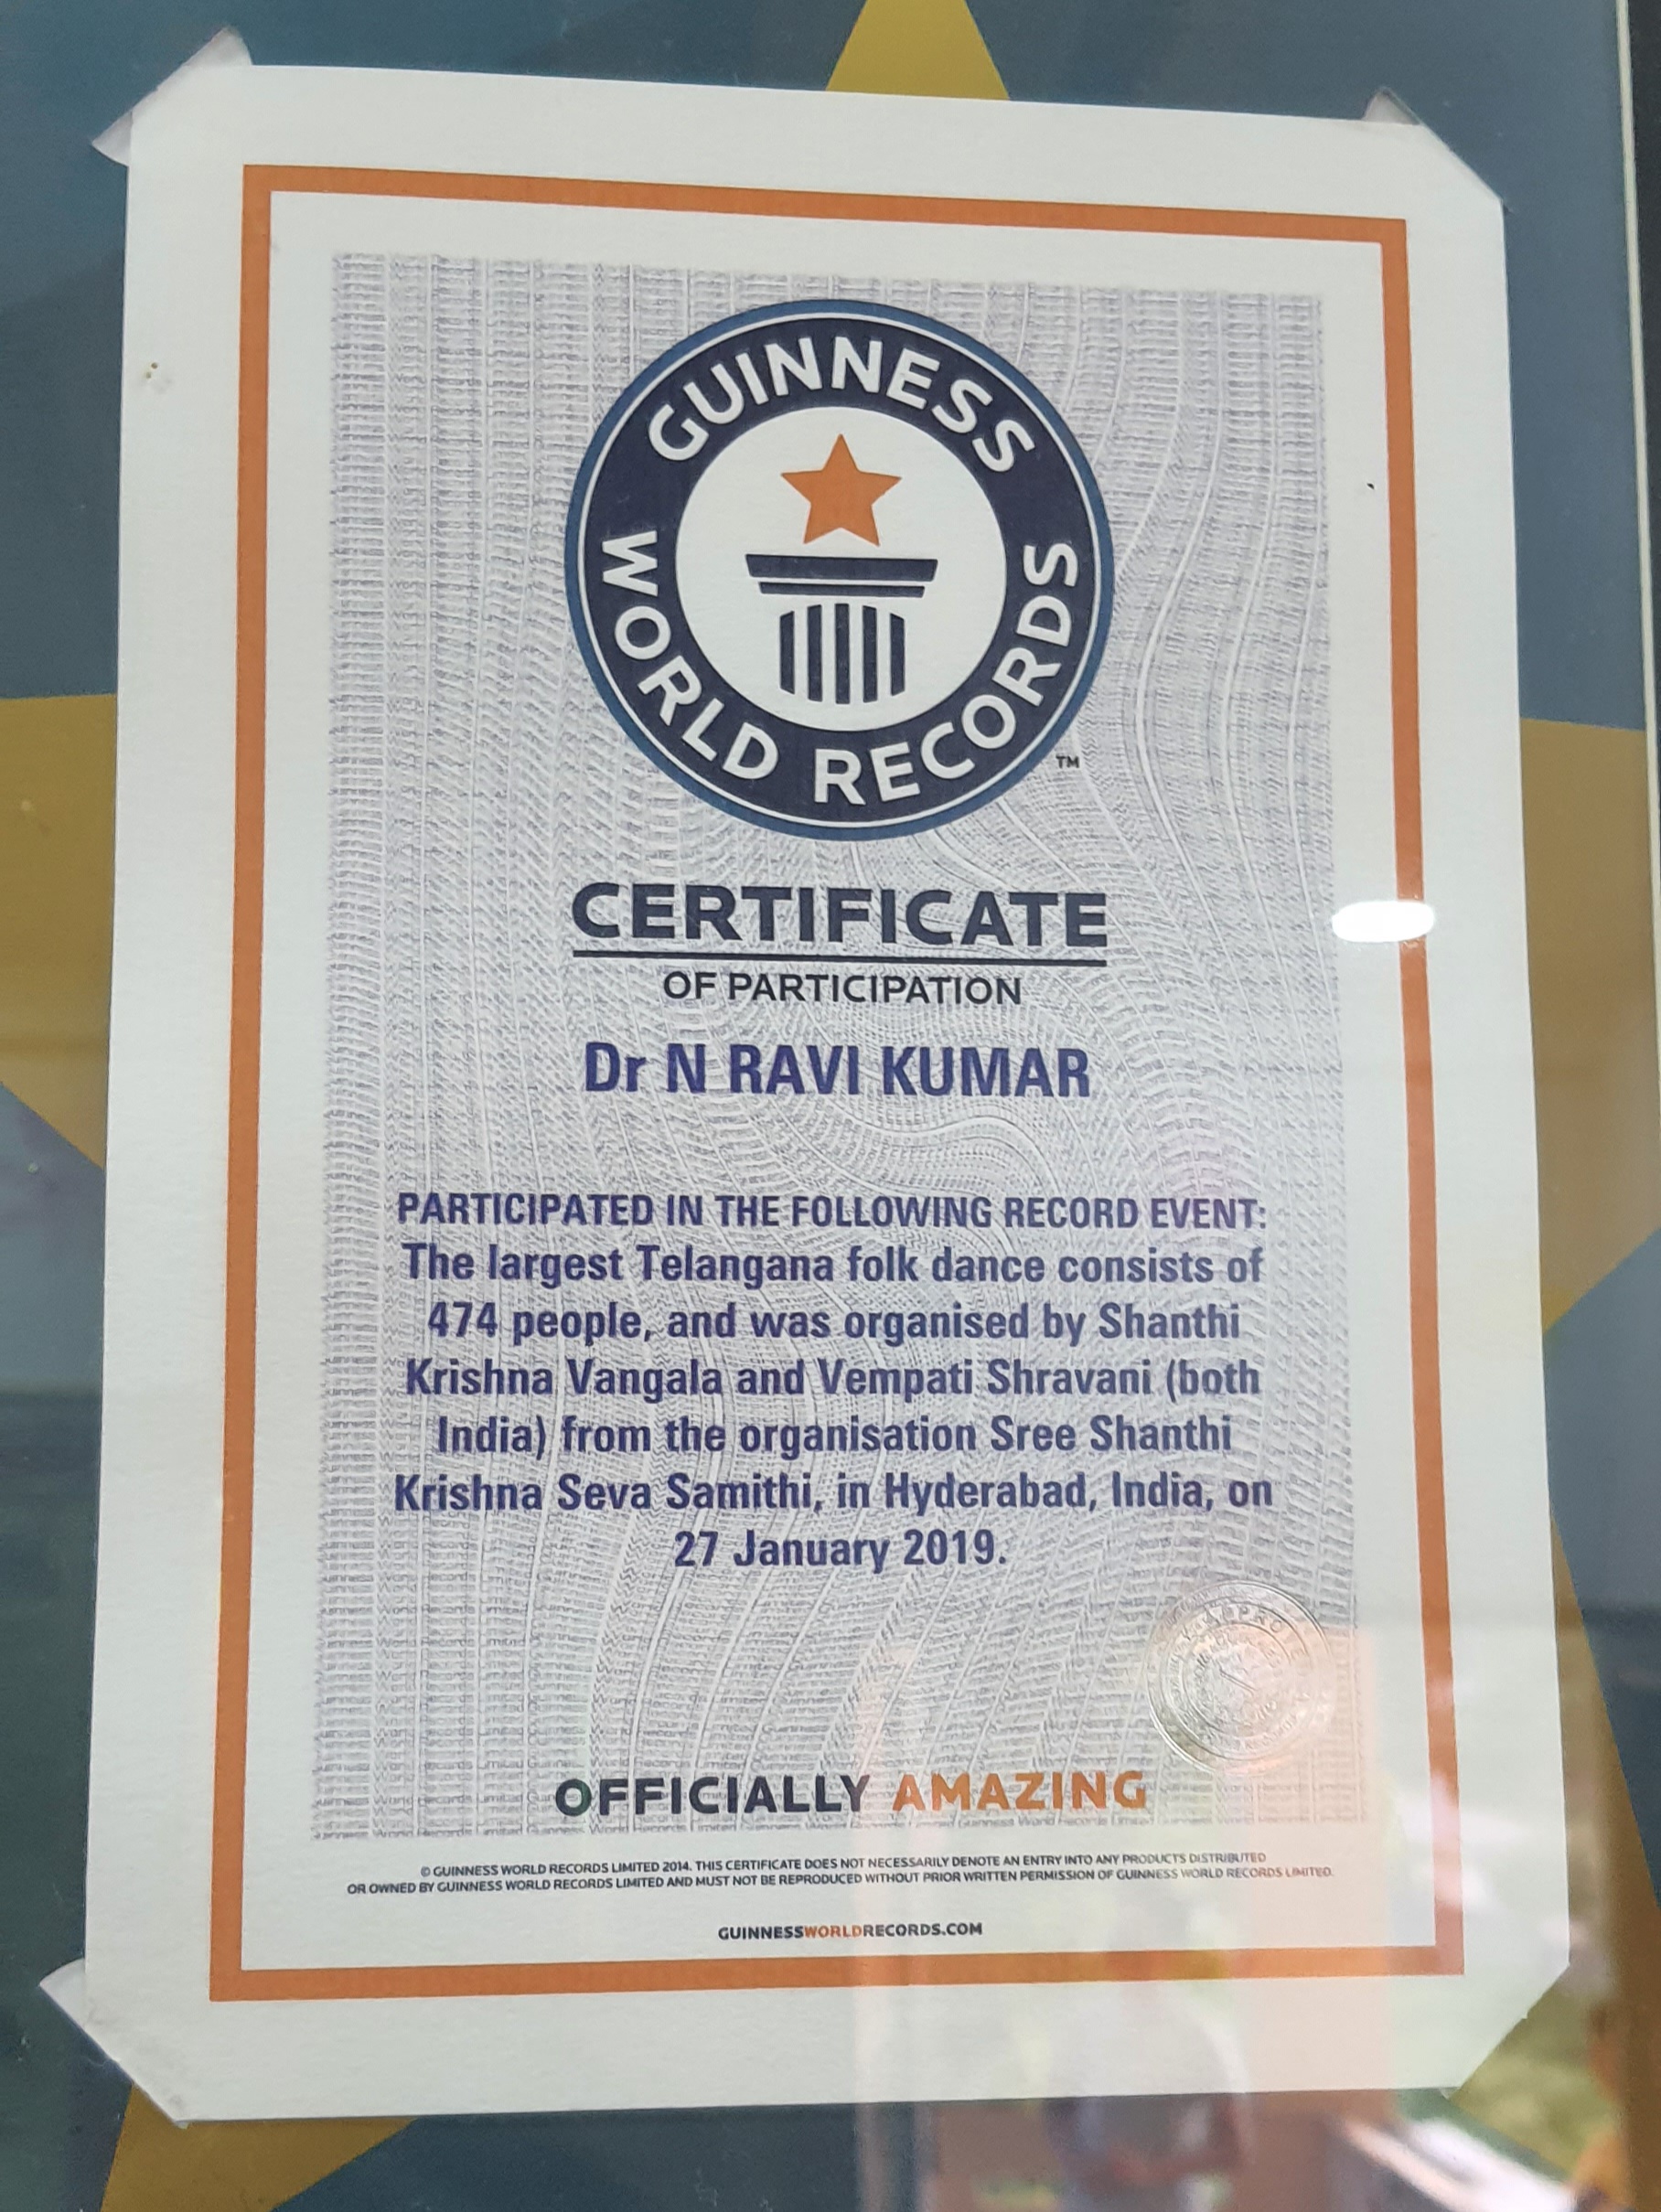 GUINNESS
WORLD RECORDS
TM
CERTIFICATE
OF PARTICIPATION
Dr N RAVI KUMAR
PARTICIPATED IN THE FOLLOWING RECORD EVENT:
The largest Telangana folk dance consists of
474 people, and was organised by Shanthi
Krishna Vangala and Vempati Shravani (both
India) from the organisation Sree Shanthi
Krishna Seva Samithi, in Hyderabad, India, on
27 January 2019.
OFFICIALLY AMAZING
© GUINNESS WORLD RECORDS LIMITED 2014. THIS CERTIFICATE DOES NOT NECESSARILY DENOTE AN ENTRY INTO ANY PRODUCTS DISTRIBUTED
OR OWNED BY GUINNESS WORLD RECORDS LIMITED AND MUST NOT BE REPRODUCED WITHOUT PRIOR WRITTEN PERMISSION OF GUINNESS WORLD RECORDS LIMITED.
GUINNESSWORLDRECORDS.COM